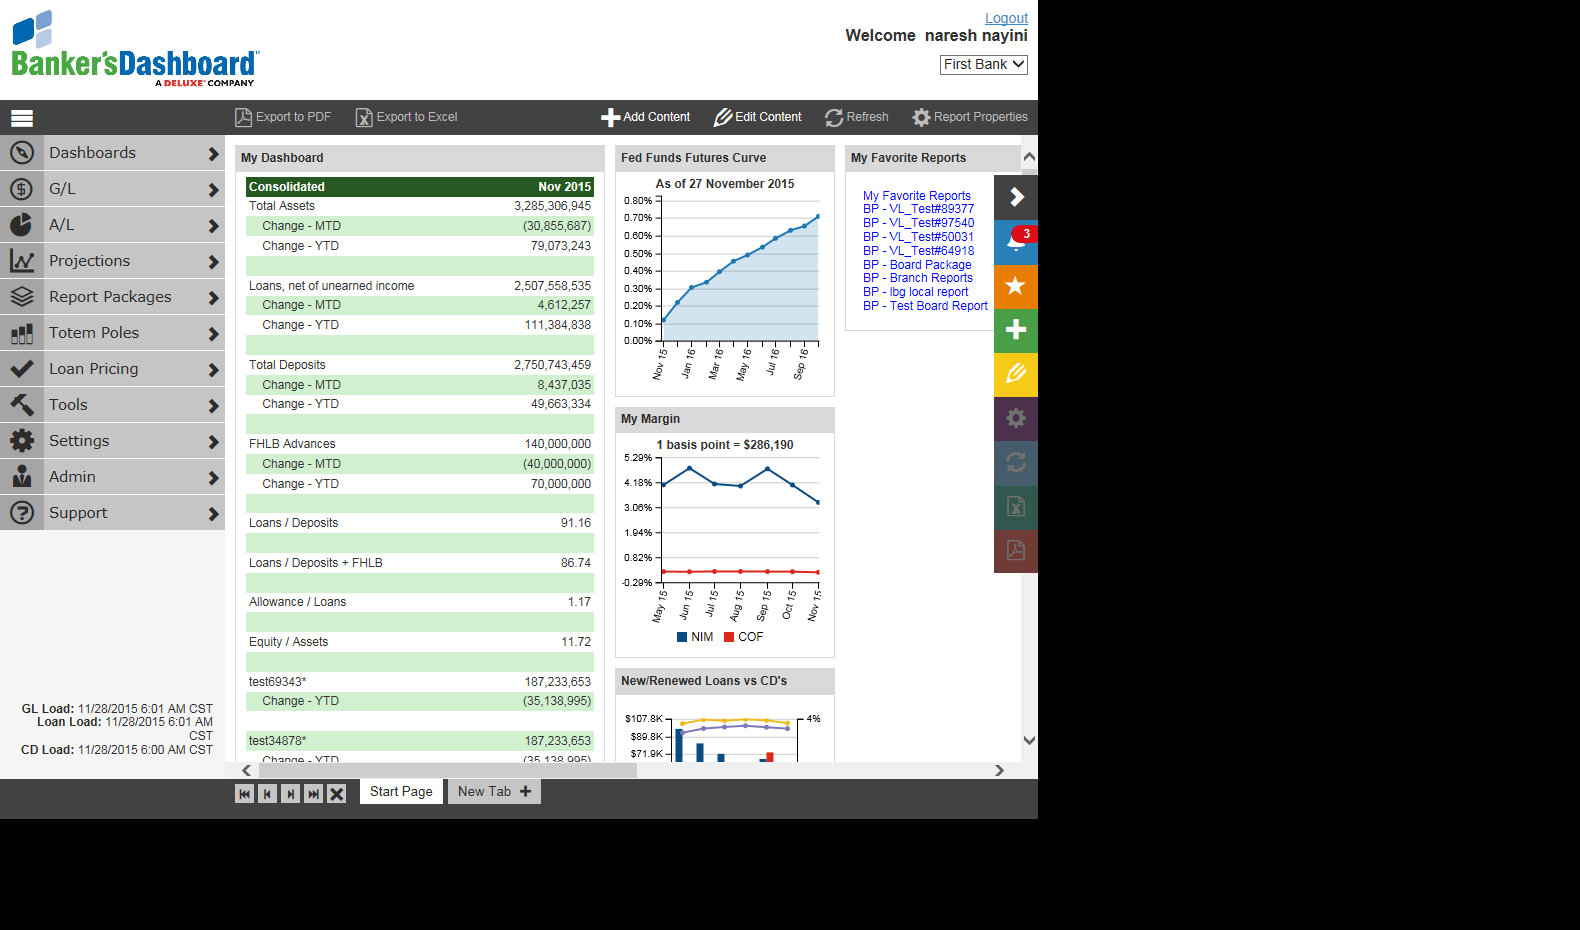 Logout
Welcome naresh nayini
First Bank
Banker'sDashboard
A DELUXE COMPANY
Export to PDF
Export to Excel
Add Content
Edit Content
Refresh
Report Properties
Dashboards
G/L
A/L
Projections
Report Packages
Totem Poles
Loan Pricing
Tools
Settings
Admin
Support
GL Load: 11/28/2015 6:01 AM CST
Loan Load: 11/28/2015 6:01 AM
CST
CD Load: 11/28/2015 6:00 AM CST
My Dashboard
Consolidated Nov 2015
Total Assets 3,285,306,945
Change - MTD (30,855,687)
Change - YTD 79,073,243
Loans, net of unearned income 2,507,558,535
Change - MTD 4,612,257
Change - YTD 111,384,838
Total Deposits 2,750,743,459
Change - MTD 8,437,035
Change - YTD 49,663,334
FHLB Advances 140,000,000
Change - MTD (40,000,000)
Change - YTD 70,000,000
Loans / Deposits 91.16
Loans / Deposits + FHLB 86.74
Allowance / Loans 1.17
Equity / Assets 11.72
test69343* 187,233,653
Change - YTD (35,138,995)
test34878* 187,233,653
Change - YTD (35,138,995)
Fed Funds Futures Curve
As of 27 November 2015
0.80%
0.70%
0.60%
0.50%
0.40%
0.30%
0.20%
0.10%
0.00%
Nov 15
Jan 16
Mar 16
May 16
Jul 16
Sep 16
My Margin
1 basis point = $286,190
5.29%
4.18%
3.06%
1.94%
0.82%
-0.29%
May 15
Jun 15
Jul 15
Aug 15
Sep 15
Oct 15
Nov 15
NIM COF
New/Renewed Loans vs CD's
$107.8K 4%
$89.8K
$71.9K
My Favorite Reports
My Favorite Reports
BP - VL_Test#89377
BP - VL_Test#97540
BP - VL_Test#50031
BP - VL_Test#64918
BP - Board Package
BP - Branch Reports
BP - lbg local report
BP - Test Board Report
3
Start Page
New Tab